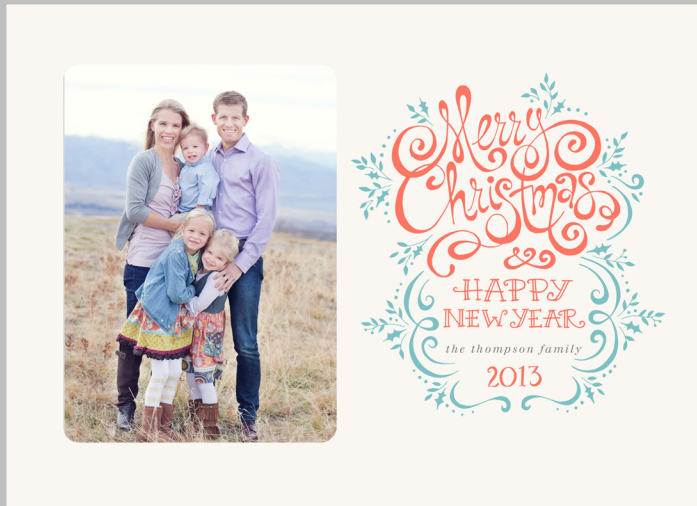 Merry
Christmas
&
HAPPY
NEW YEAR
the thompson family
2013